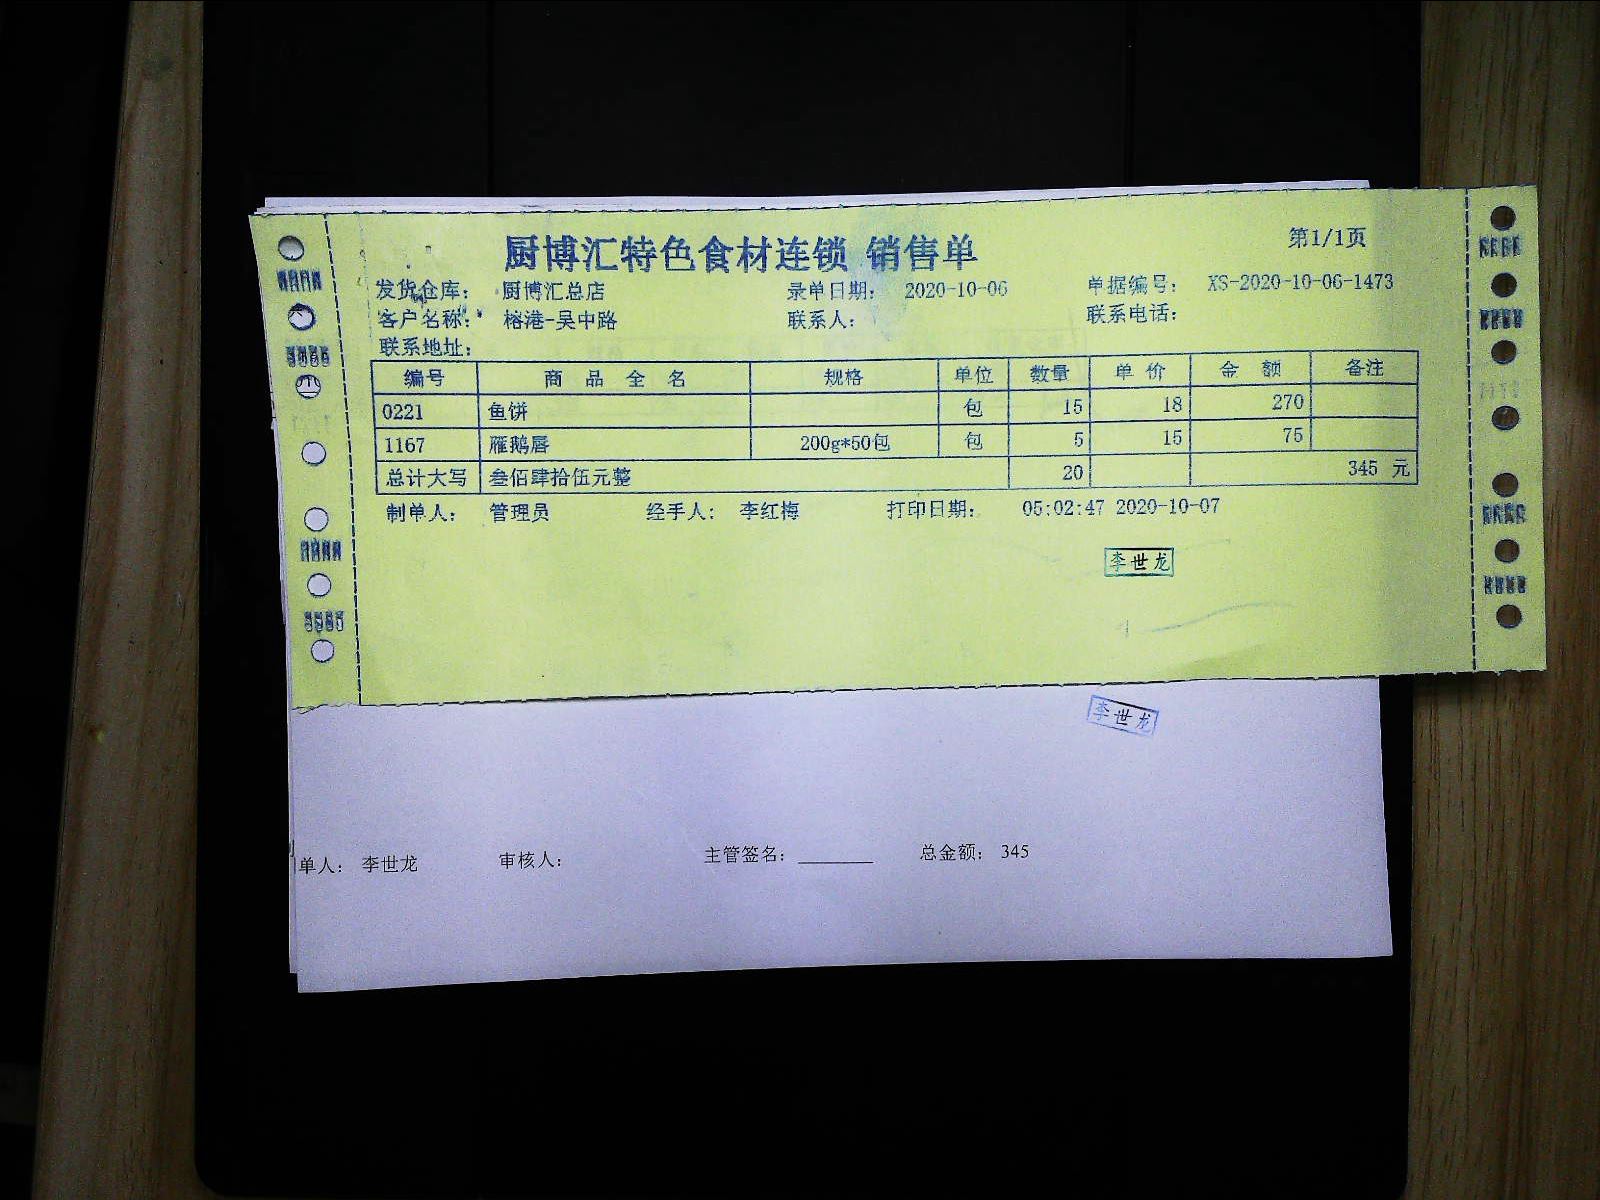 厨博汇特色食材连锁 销售单
第1/1页
发货仓库: 厨博汇总店 录单日期: 2020-10-06 单据编号: XS-2020-10-06-1473
客户名称: 榕港-吴中路 联系人: 联系电话:
联系地址:
编号 商品全名 规格 单位 数量 单价 金额 备注
0221 鱼饼 包 15 18 270
1167 雁鹅唇 200g*50包 包 5 15 75
总计大写 叁佰肆拾伍元整 20 345 元
制单人: 管理员 经手人: 李红梅 打印日期: 05:02:47 2020-10-07
李世龙
李世龙
单人: 李世龙 审核人: 主管签名: ________ 总金额: 345